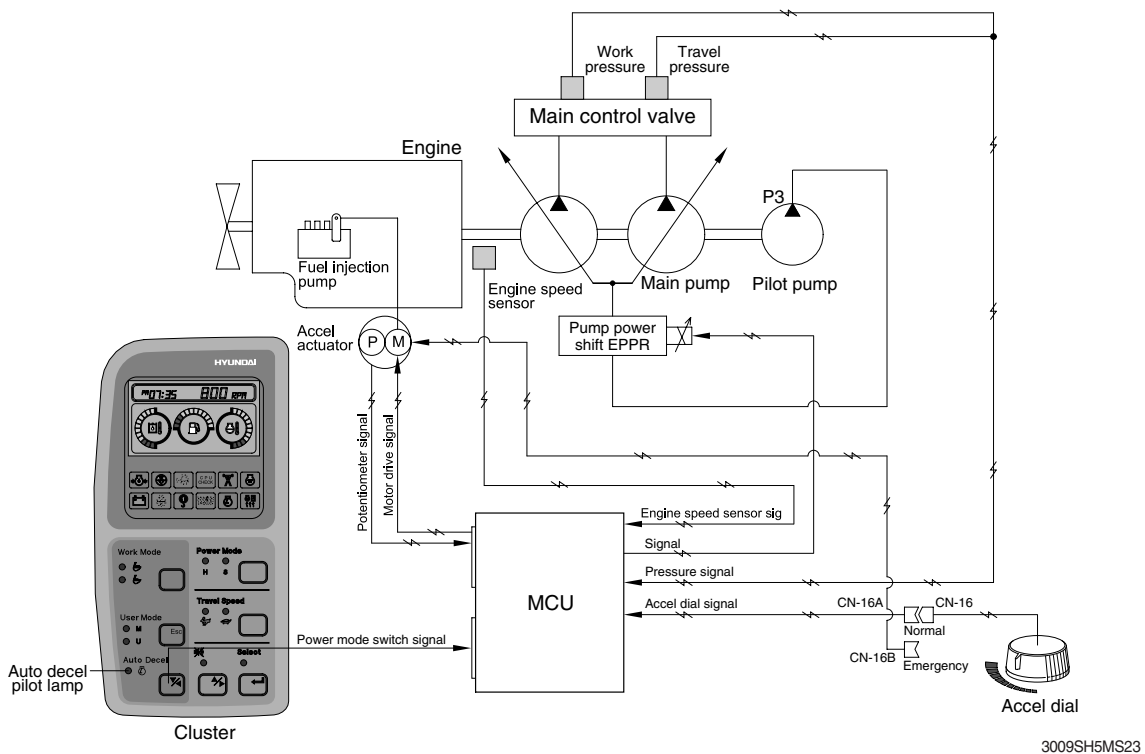 Work
pressure
Travel
pressure
Main control valve
Engine
P3
Fuel injection
pump
Engine speed
sensor
Main pump
Pilot pump
Accel
actuator
P
M
Pump power
shift EPPR
HYUNDAI
PM 07:35 800 RPM
CPU
CHECK
Potentiometer signal
Motor drive signal
Engine speed sensor sig
Signal
Pressure signal
Accel dial signal
MCU
CN-16A
CN-16
Normal
CN-16B
Emergency
Accel dial
Work Mode
Power Mode
H
S
Travel Speed
User Mode
M
U
Esc
Auto Decel
Select
Power mode switch signal
Auto decel
pilot lamp
Cluster
3009SH5MS23